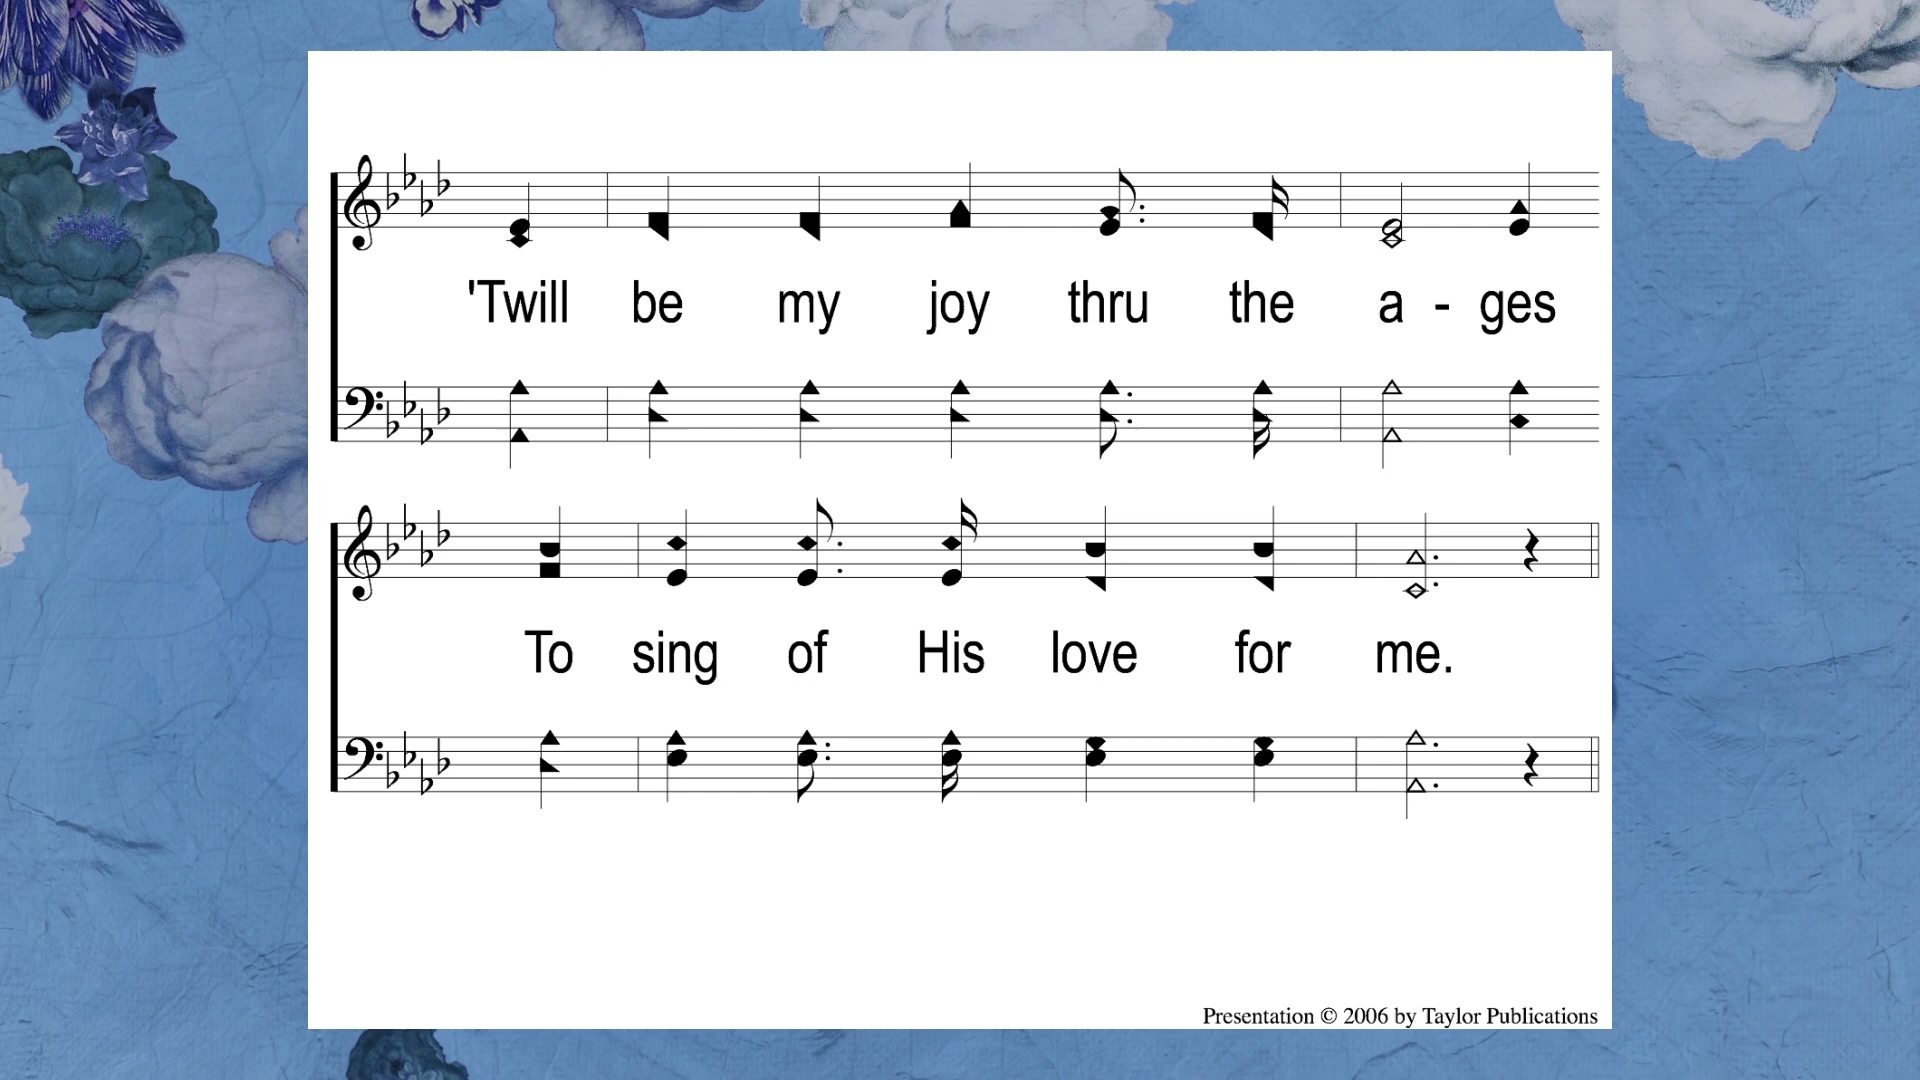 'Twill be my joy thru the a - ges
To sing of His love for me.
Presentation © 2006 by Taylor Publications